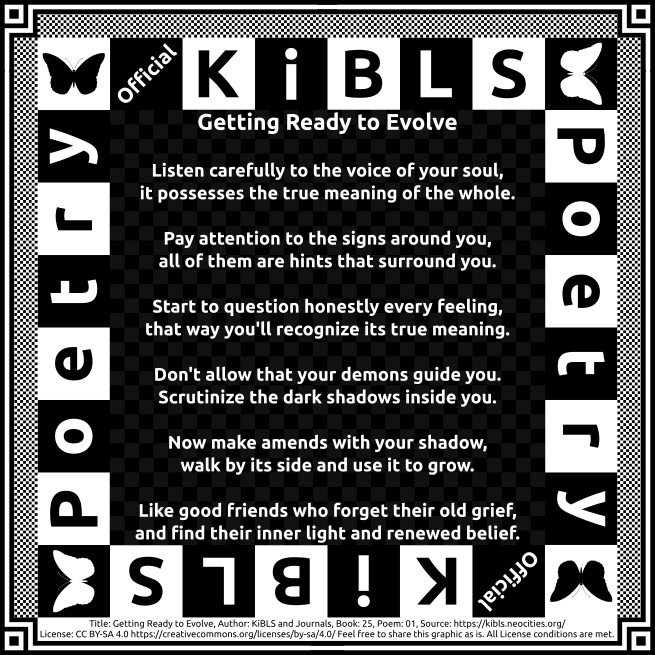 Official KiBLS
Poetry
Poetry
Getting Ready to Evolve
Listen carefully to the voice of your soul,
it possesses the true meaning of the whole.
Pay attention to the signs around you,
all of them are hints that surround you.
Start to question honestly every feeling,
that way you'll recognize its true meaning.
Don't allow that your demons guide you.
Scrutinize the dark shadows inside you.
Now make amends with your shadow,
walk by its side and use it to grow.
Like good friends who forget their old grief,
and find their inner light and renewed belief.
Official KiBLS
Title: Getting Ready to Evolve, Author: KiBLS and Journals, Book: 25, Poem: 01, Source: https://kibls.neocities.org/
License: CC BY-SA 4.0 https://creativecommons.org/licenses/by-sa/4.0/ Feel free to share this graphic as is. All License conditions are met.